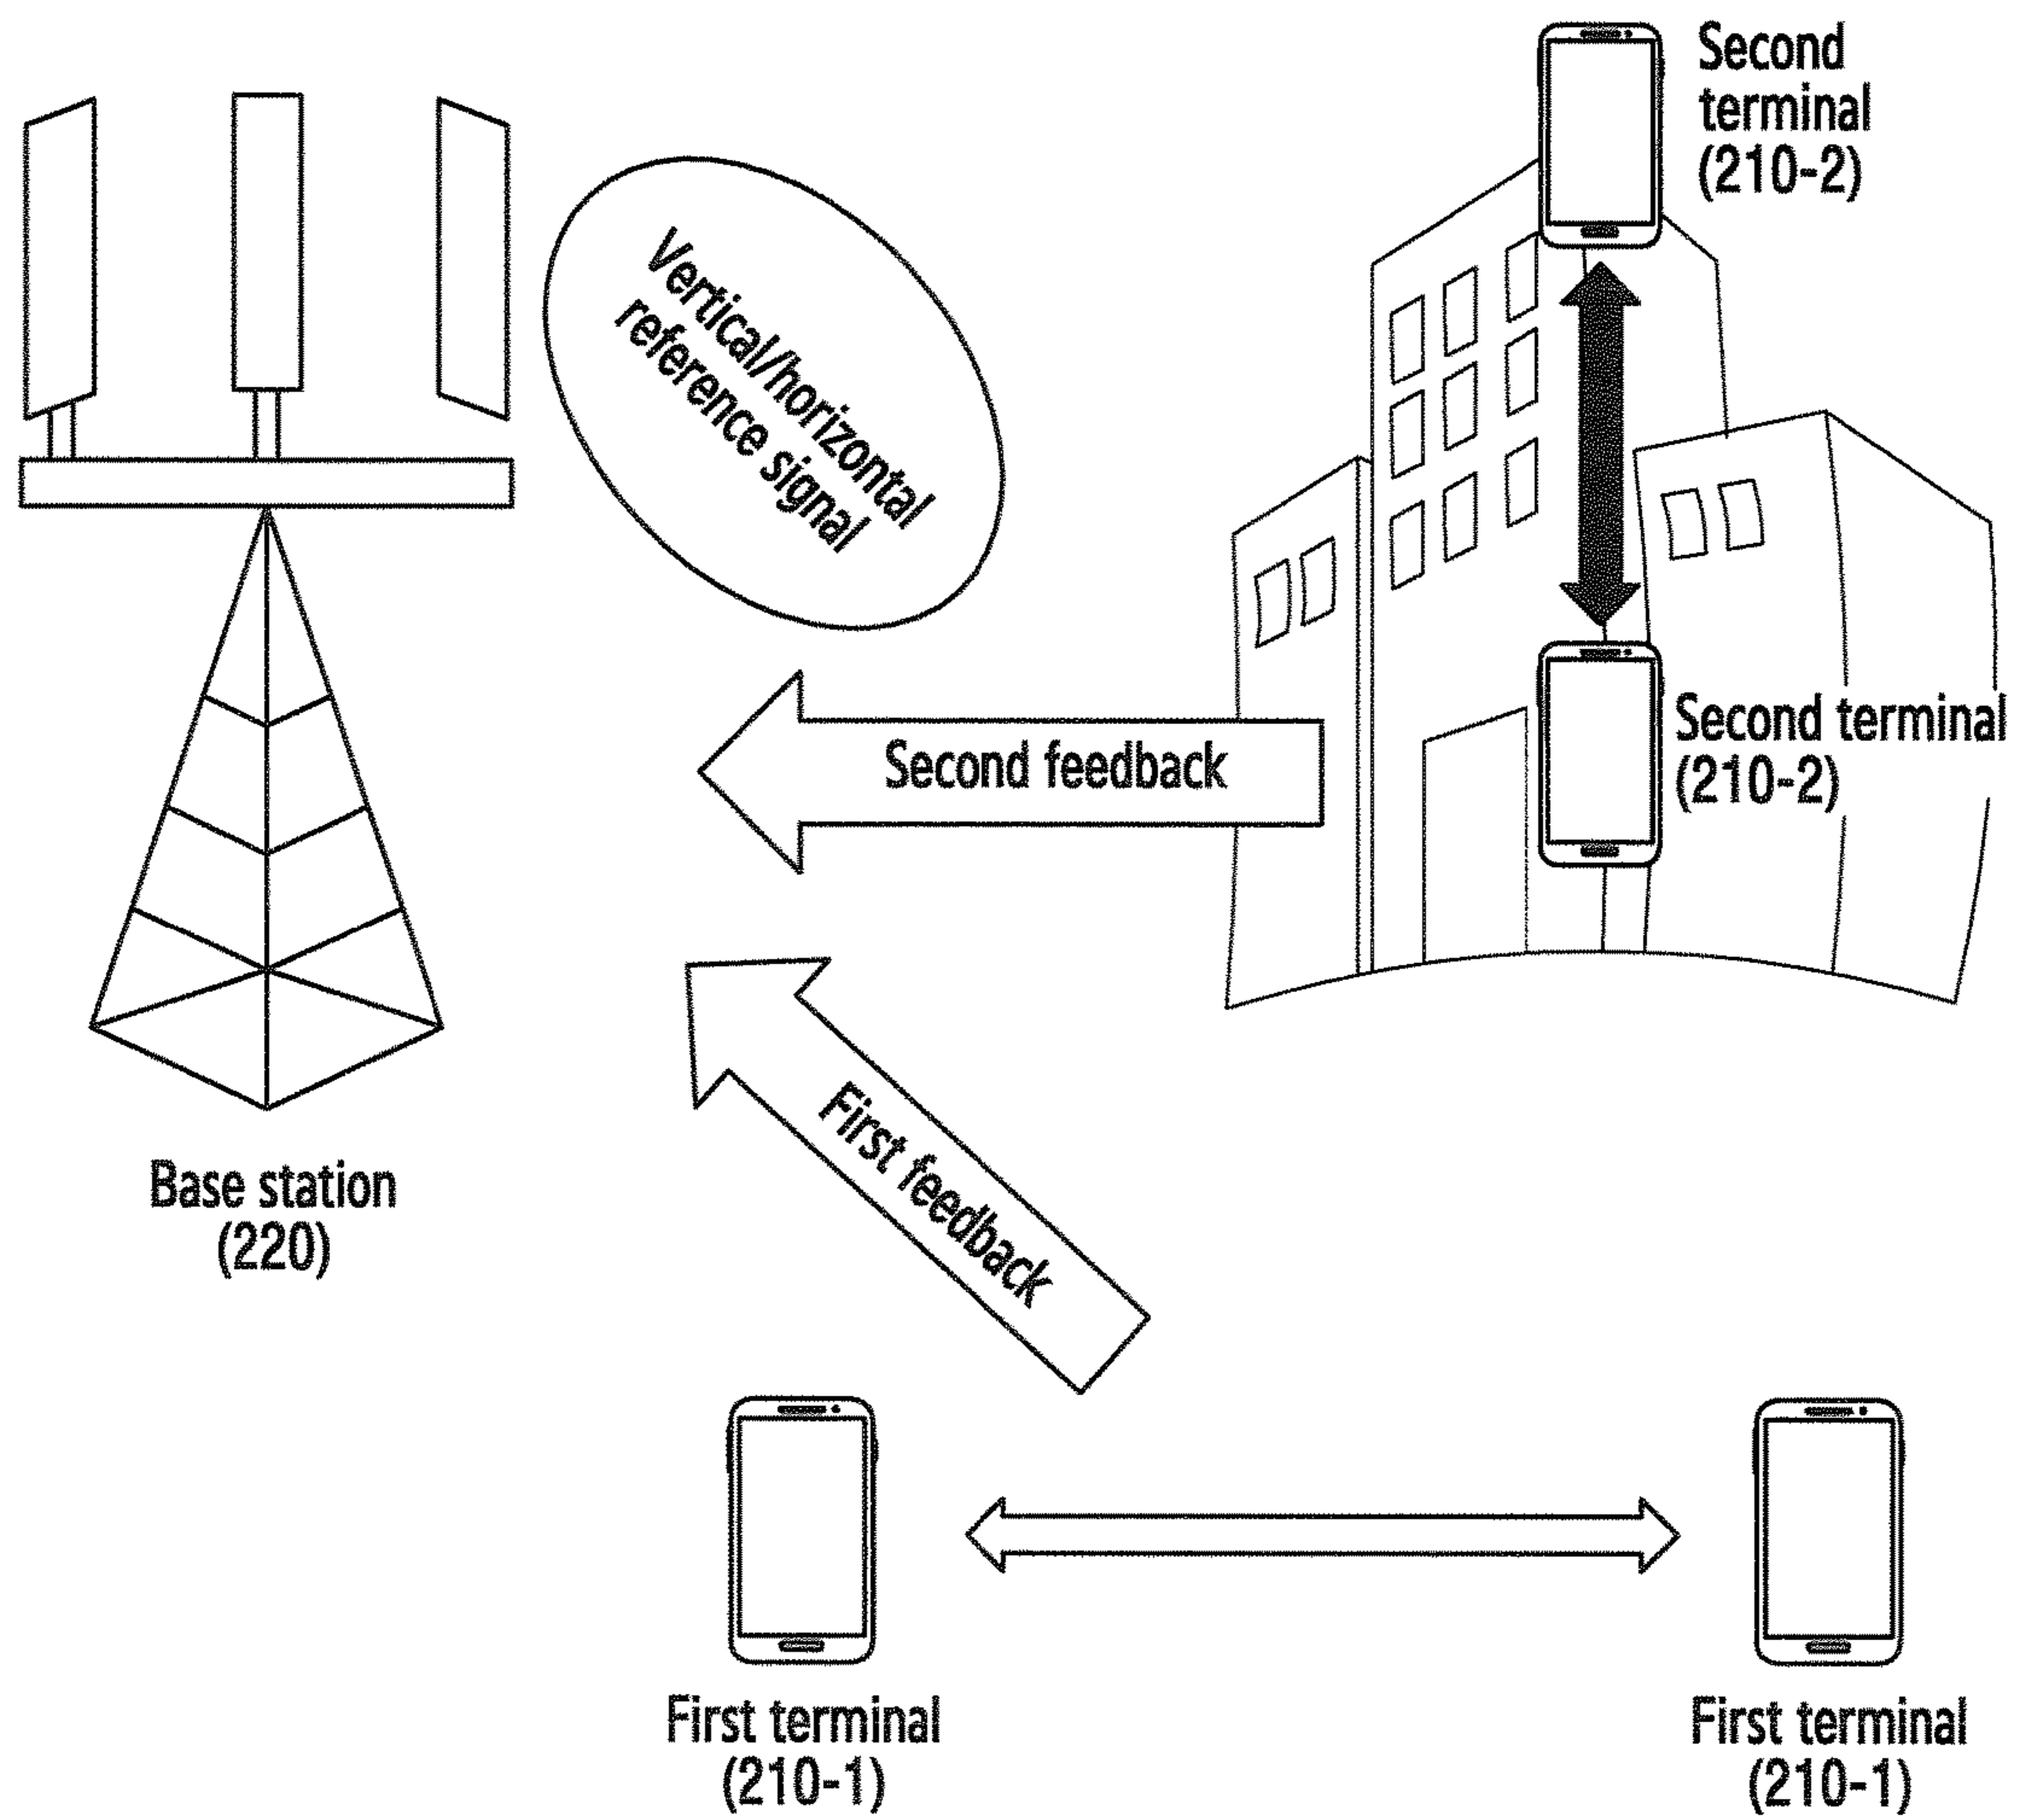 Second
terminal
(210-2)
Vertical/horizontal
reference signal
Second terminal
(210-2)
Second feedback
First feedback
Base station
(220)
First terminal
(210-1)
First terminal
(210-1)